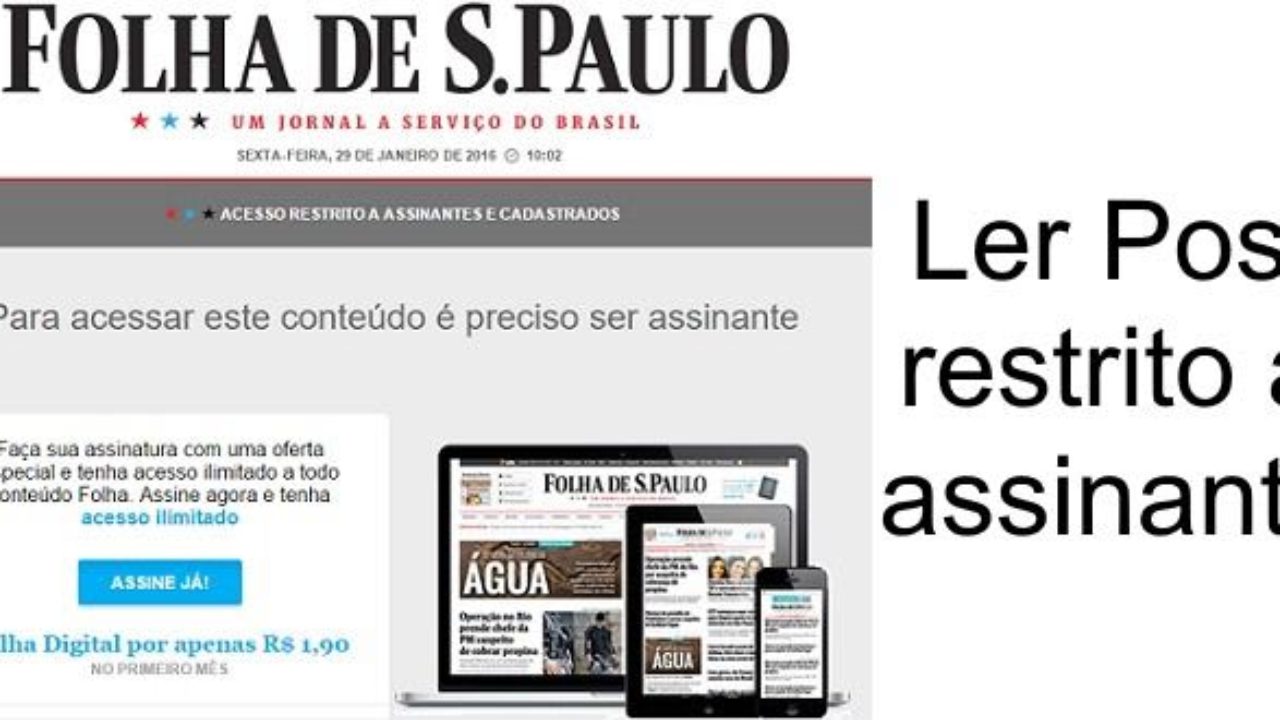 FOLHA DE S.PAULO
★ ★ ★ UM JORNAL A SERVIÇO DO BRASIL
SEXTA-FEIRA, 29 DE JANEIRO DE 2016 10:02
★ ★ ★ ACESSO RESTRITO A ASSINANTES E CADASTRADOS
Para acessar este conteúdo é preciso ser assinante
Faça sua assinatura com uma oferta
pecial e tenha acesso ilimitado a todo
onteúdo Folha. Assine agora e tenha
acesso ilimitado
ASSINE JÁ!
lha Digital por apenas R$ 1,90
NO PRIMEIRO MÊS
FOLHA DE S.PAULO
ÁGUA
Operação no Rio
prende chefe da
PM suspeito
de cobrar propina
ÁGUA
Ler Pos
restrito a
assinant